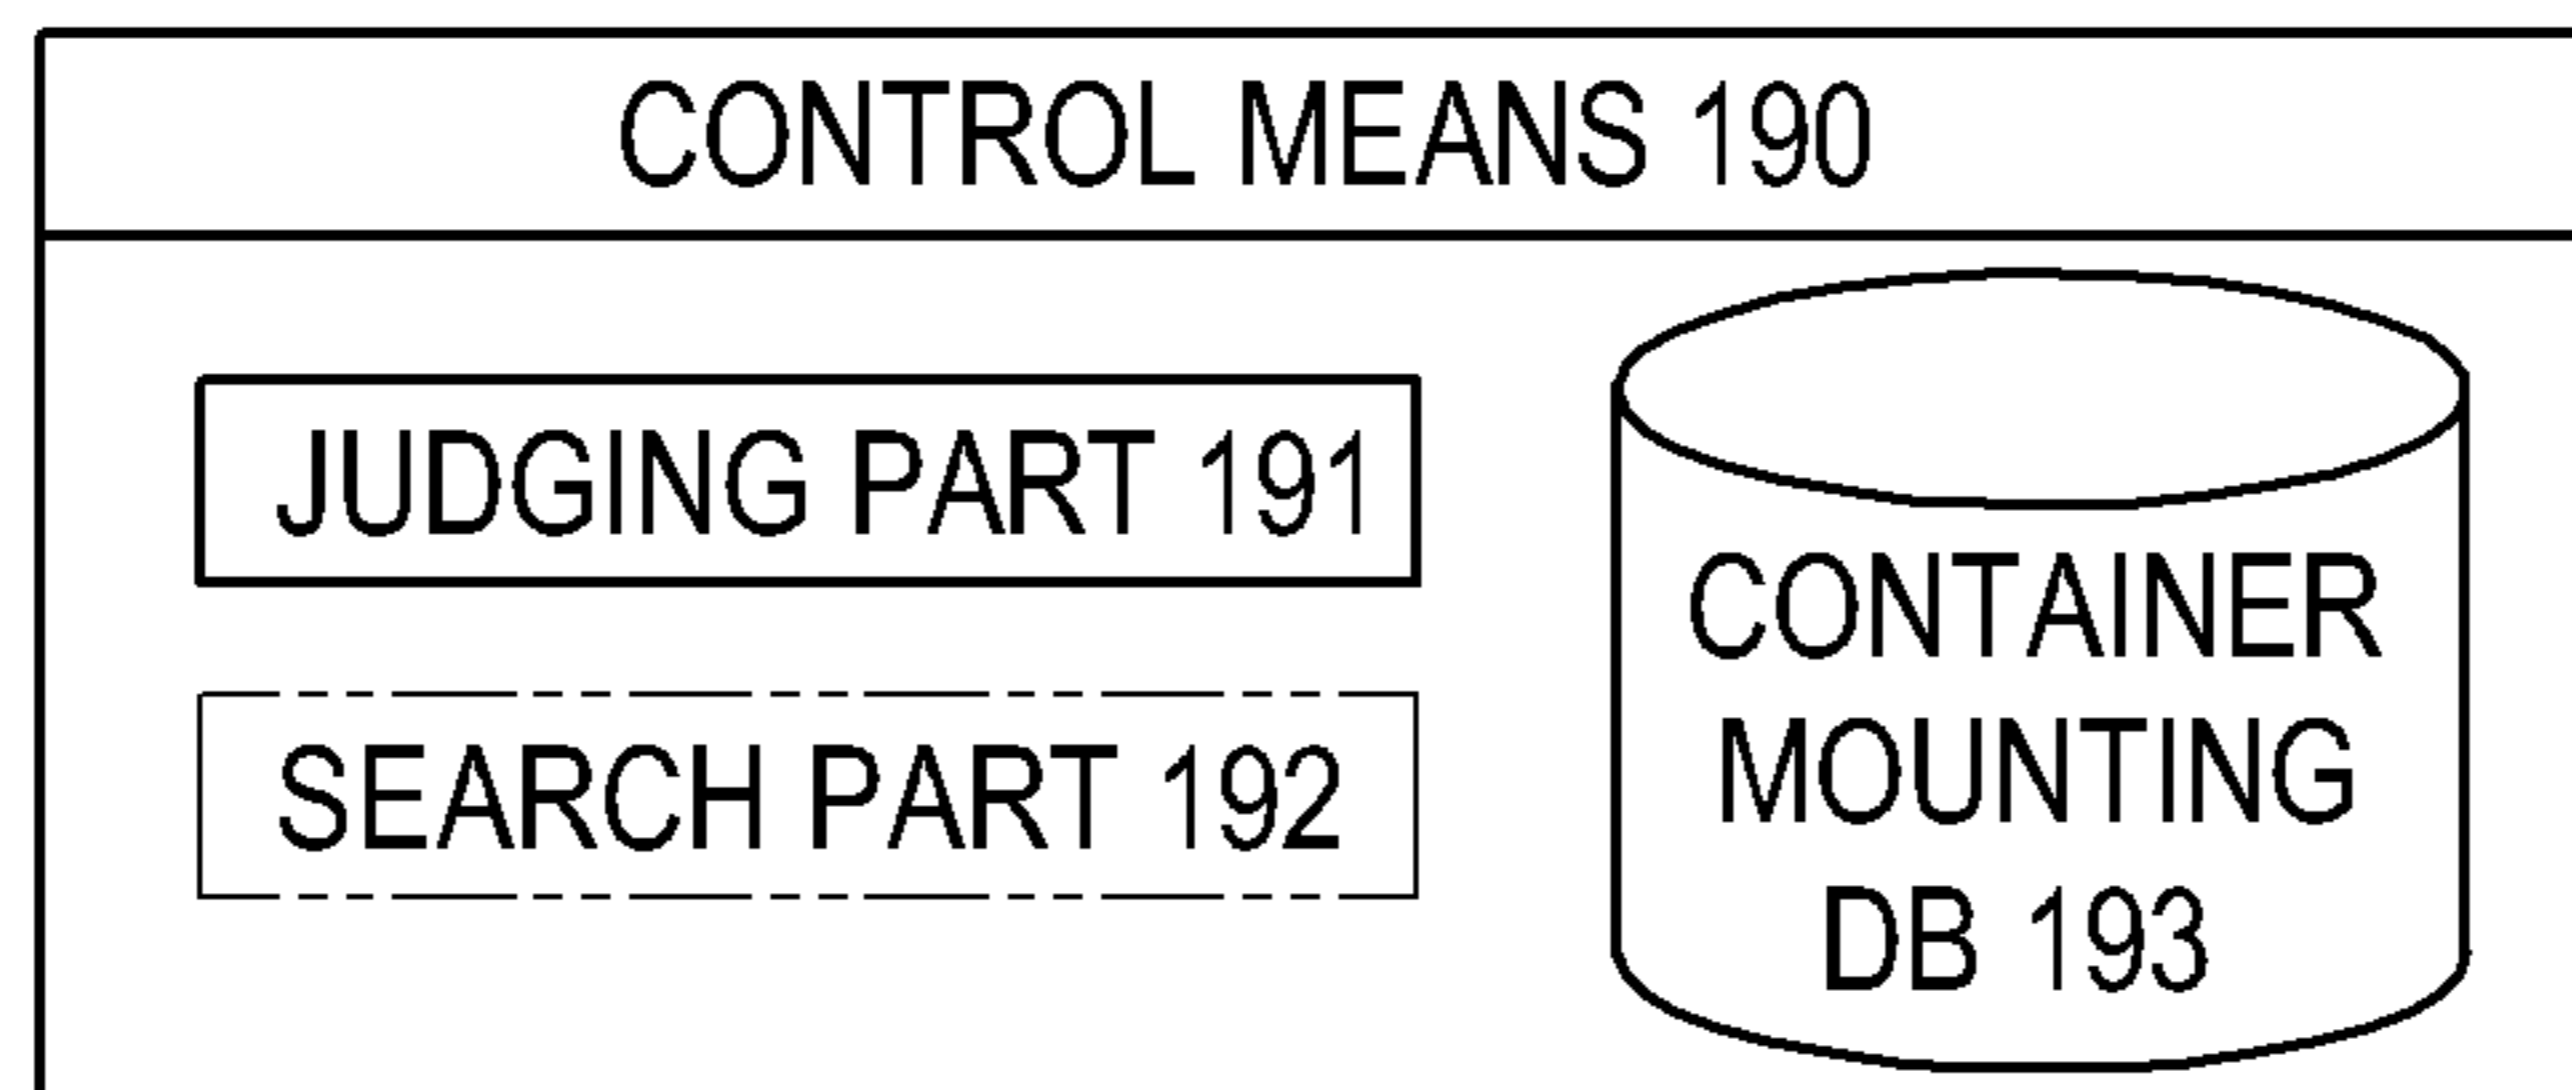 CONTROL MEANS 190
JUDGING PART 191
SEARCH PART 192
CONTAINER
MOUNTING
DB 193